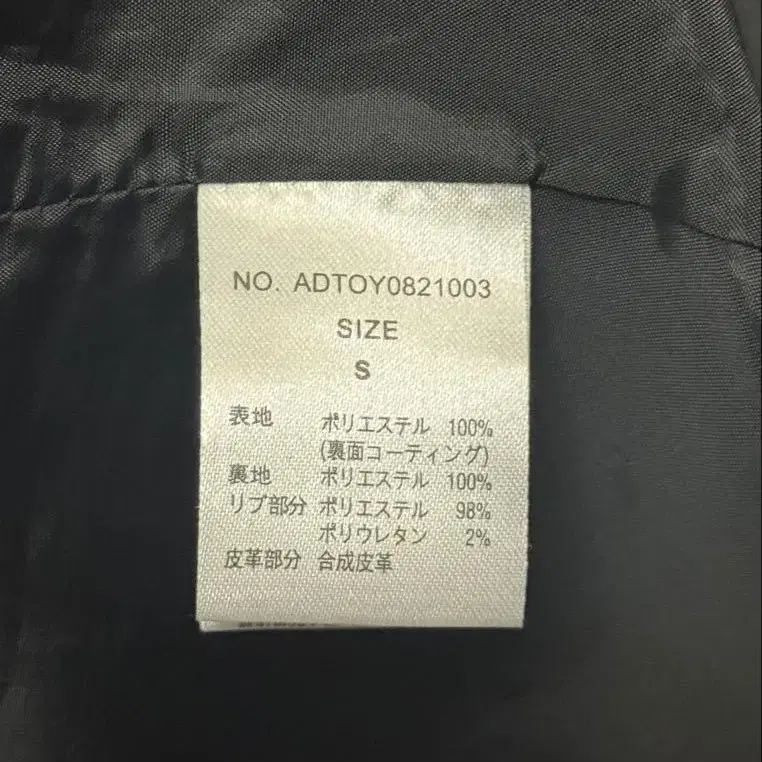 NO. ADTOY0821003
SIZE
S
表地 ポリエステル 100%
(裏面コーティング)
裏地 ポリエステル 100%
リブ部分 ポリエステル 98%
ポリウレタン 2%
皮革部分 合成皮革